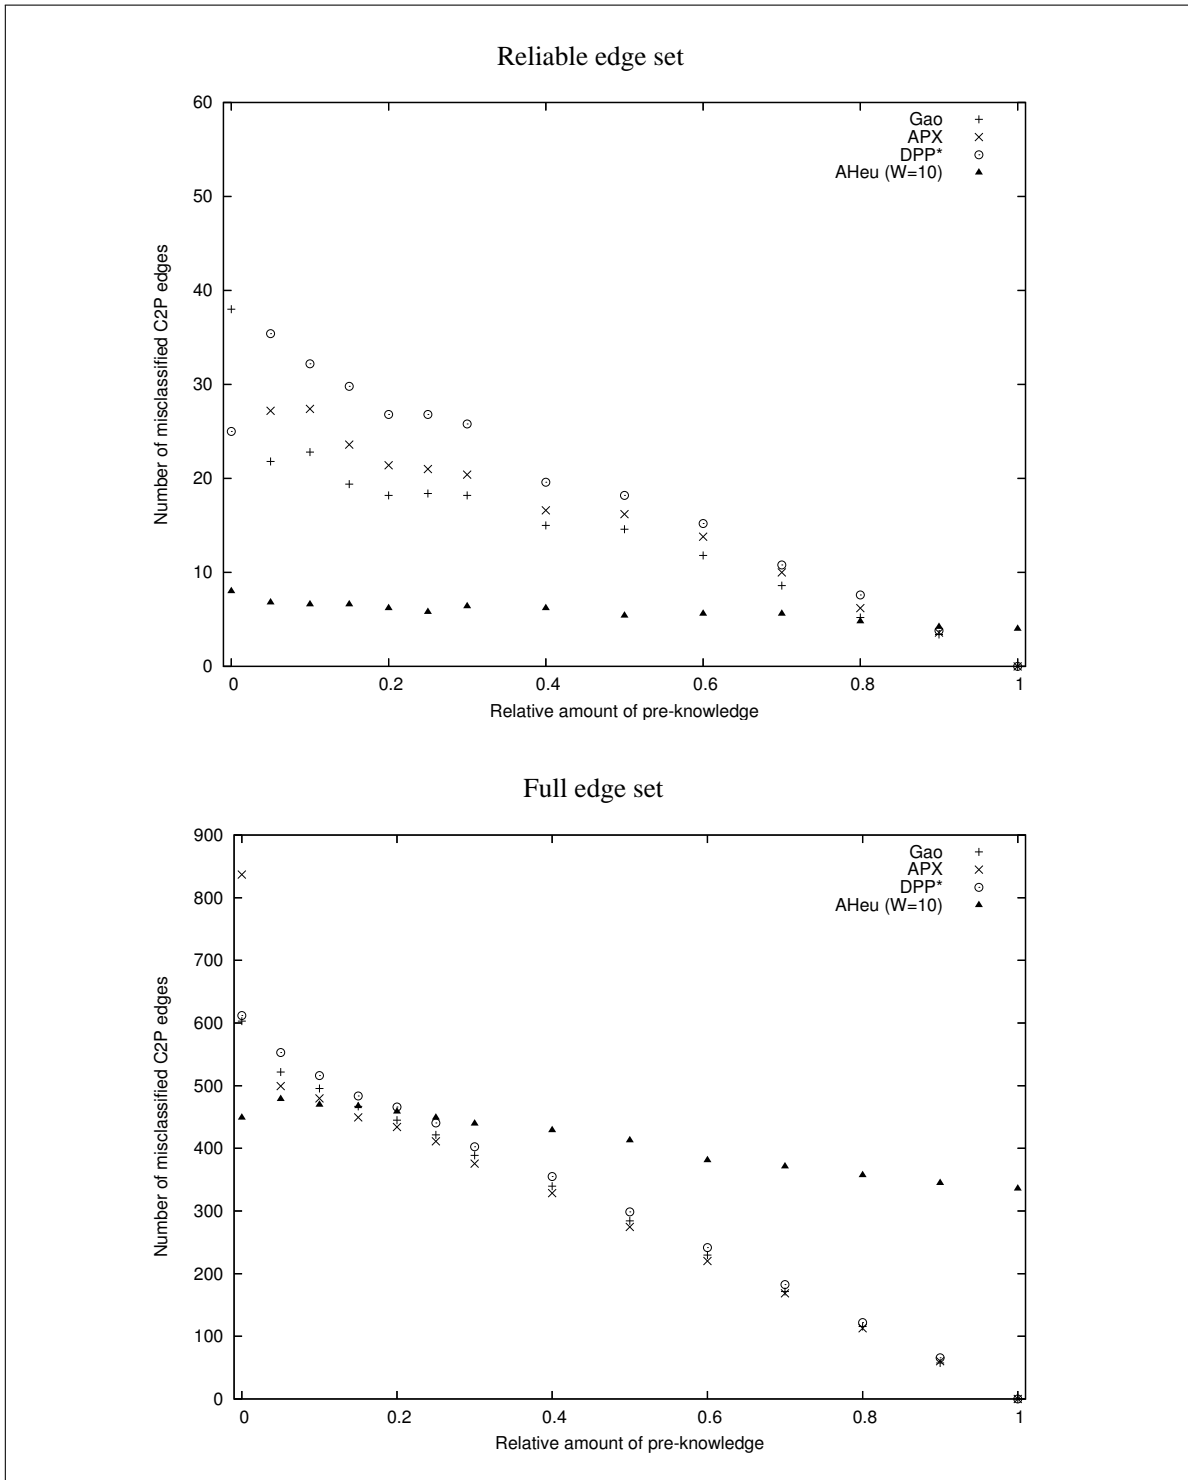 Reliable edge set
60
50
40
30
20
10
0
Number of misclassified C2P edges
Gao
APX
DPP*
AHeu (W=10)
0 0.2 0.4 0.6 0.8 1
Relative amount of pre-knowledge
Full edge set
900
800
700
600
500
400
300
200
100
0
Number of misclassified C2P edges
Gao
APX
DPP*
AHeu (W=10)
0 0.2 0.4 0.6 0.8 1
Relative amount of pre-knowledge